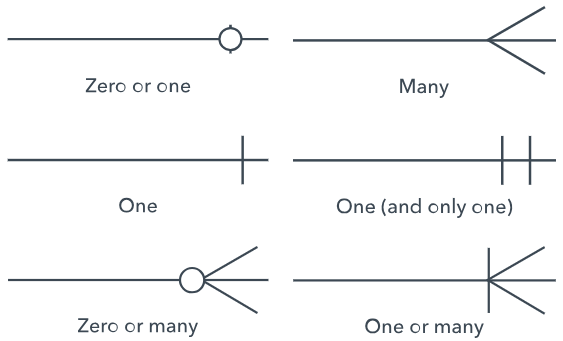 Zero or one
Many
One
One (and only one)
Zero or many
One or many